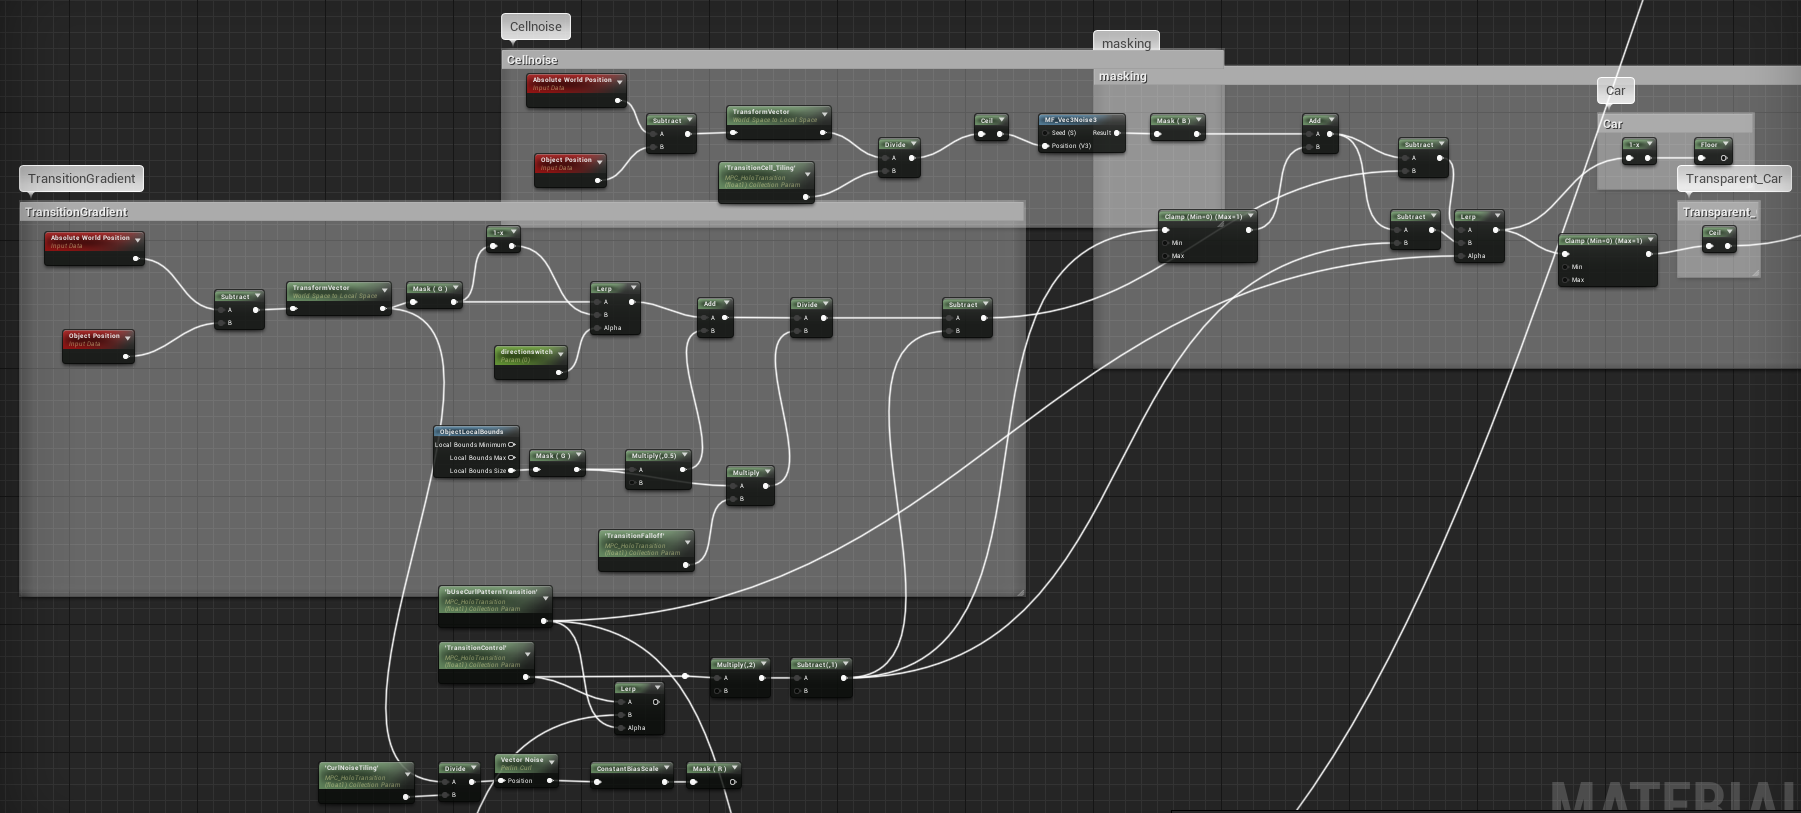 Cellnoise
Cellnoise
masking
masking
Absolute World Position
Input Data
Subtract
A
B
Object Position
Input Data
TransformVector
World Space to Local Space
'TransitionCell_Tiling'
MPC_HoloTransition
(float1) Collection Param
Divide
A
B
Ceil
MF_Vec3Noise3
Seed (S)
Result
Position (V3)
Mask ( B )
Add
A
B
Subtract
A
B
Clamp (Min=0) (Max=1)
Min
Max
Subtract
A
B
Lerp
A
B
Alpha
Car
Car
1-x
Floor
Transparent_Car
Transparent_
Ceil
Clamp (Min=0) (Max=1)
Min
Max
TransitionGradient
TransitionGradient
Absolute World Position
Input Data
Object Position
Input Data
Subtract
A
B
TransformVector
World Space to Local Space
Mask ( G )
1-x
Lerp
A
B
Alpha
directionswitch
Param (0)
Add
A
B
Divide
A
B
Subtract
A
B
ObjectLocalBounds
Local Bounds Minimum
Local Bounds Max
Local Bounds Size
Mask ( G )
Multiply(,0.5)
A
B
Multiply
A
B
'TransitionFalloff'
MPC_HoloTransition
(float1) Collection Param
'bUseCurlPatternTransition'
MPC_HoloTransition
(float1) Collection Param
'TransitionControl'
MPC_HoloTransition
(float1) Collection Param
Lerp
A
B
Alpha
Multiply(,2)
A
B
Subtract(,1)
A
B
'CurlNoiseTiling'
MPC_HoloTransition
(float1) Collection Param
Divide
A
B
Vector Noise
Perlin Curl
Position
ConstantBiasScale
Mask ( R )
MATERIAL